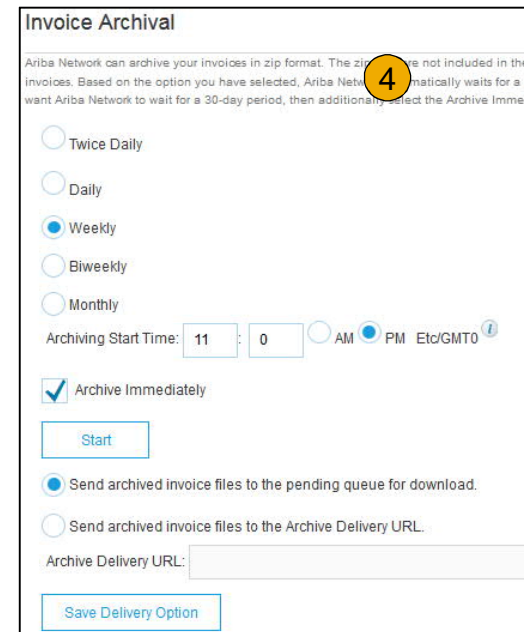 Invoice Archival
Ariba Network can archive your invoices in zip format. The zip are not included in the
invoices. Based on the option you have selected, Ariba Netw matically waits for a
want Ariba Network to wait for a 30-day period, then additionally select the Archive Imme
4
Twice Daily
Daily
Weekly
Biweekly
Monthly
Archiving Start Time: 11 : 0 AM PM Etc/GMT0 i
Archive Immediately
Start
Send archived invoice files to the pending queue for download.
Send archived invoice files to the Archive Delivery URL.
Archive Delivery URL:
Save Delivery Option